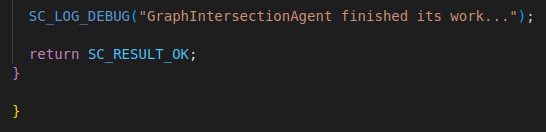 SC_LOG_DEBUG("GraphIntersectionAgent finished its work...");
return SC_RESULT_OK;
}
}